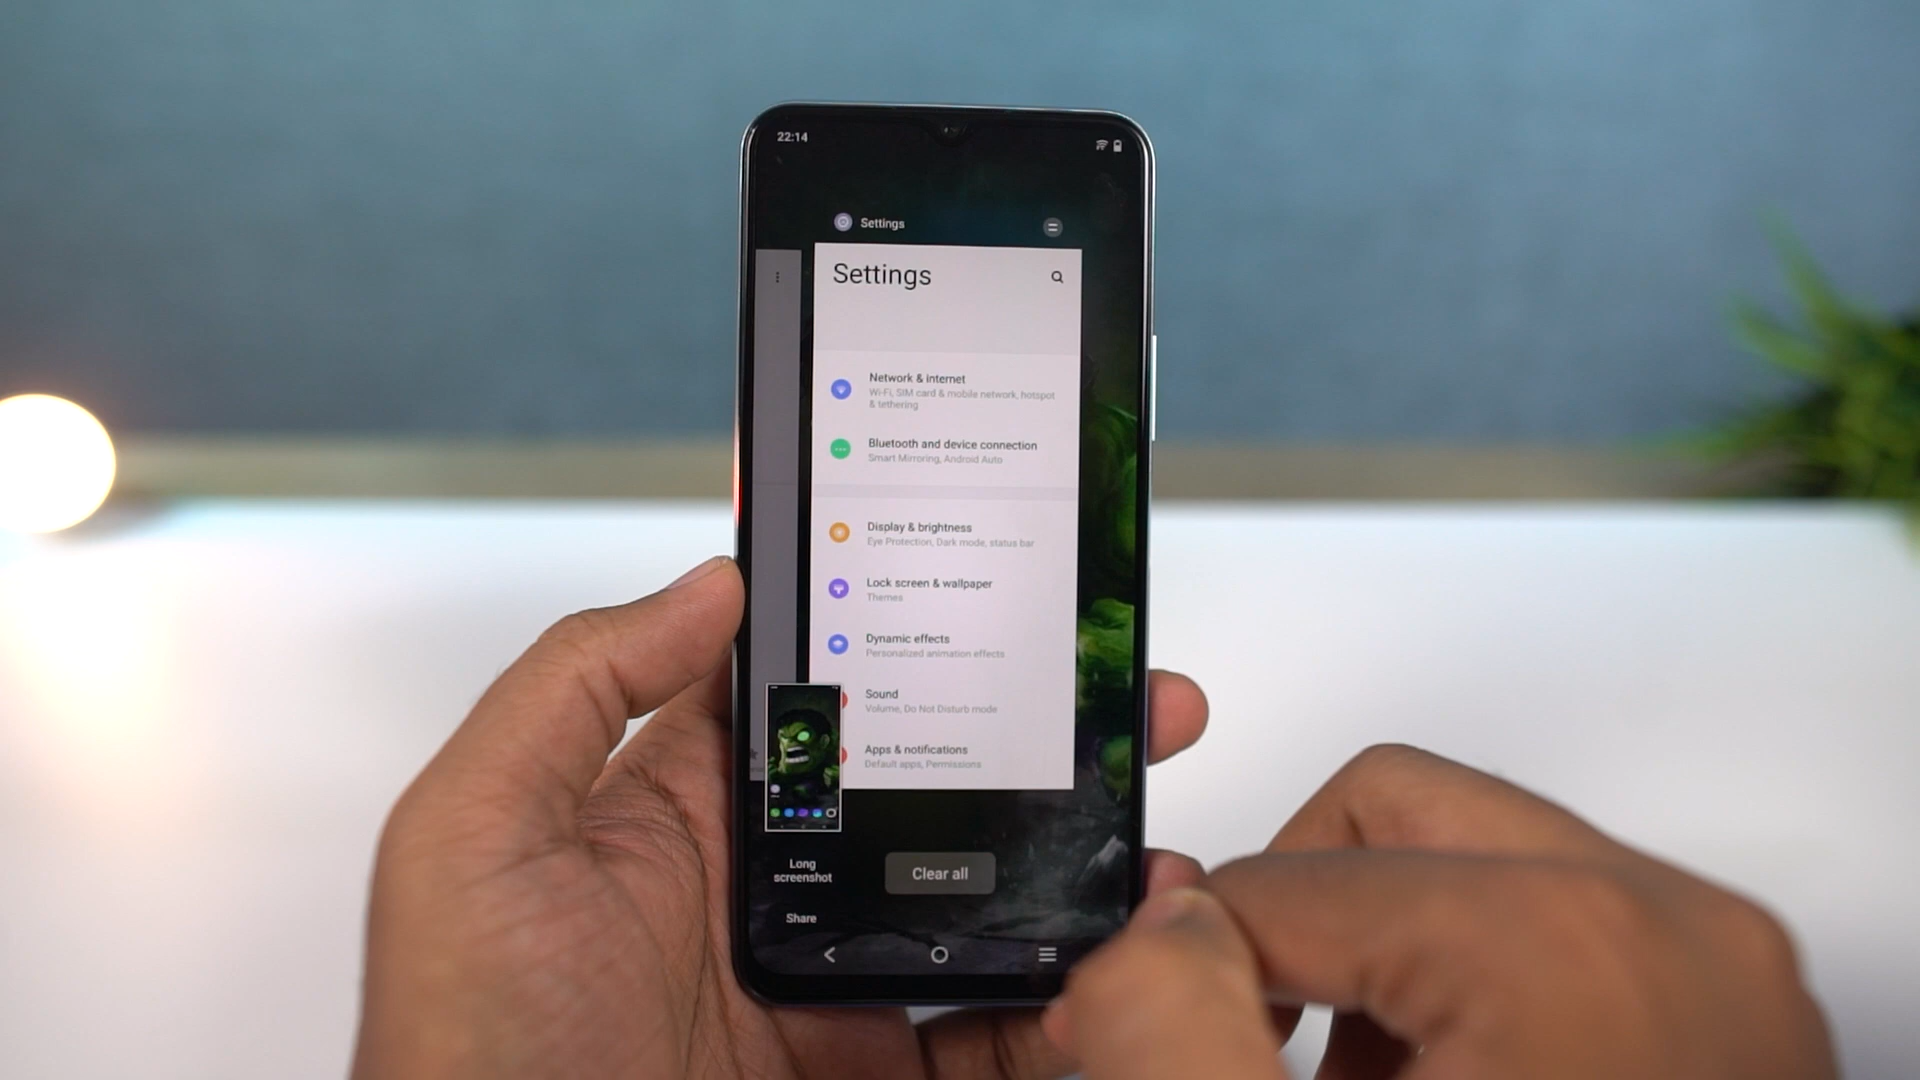 22:14
Settings
Settings
Network & internet
Wi-Fi, SIM card & mobile network, hotspot
& tethering
Bluetooth and device connection
Smart Mirroring, Android Auto
Display & brightness
Eye Protection, Dark mode, status bar
Lock screen & wallpaper
Themes
Dynamic effects
Personalized animation effects
Sound
Volume, Do Not Disturb mode
Apps & notifications
Default apps, Permissions
Long
screenshot
Clear all
Share